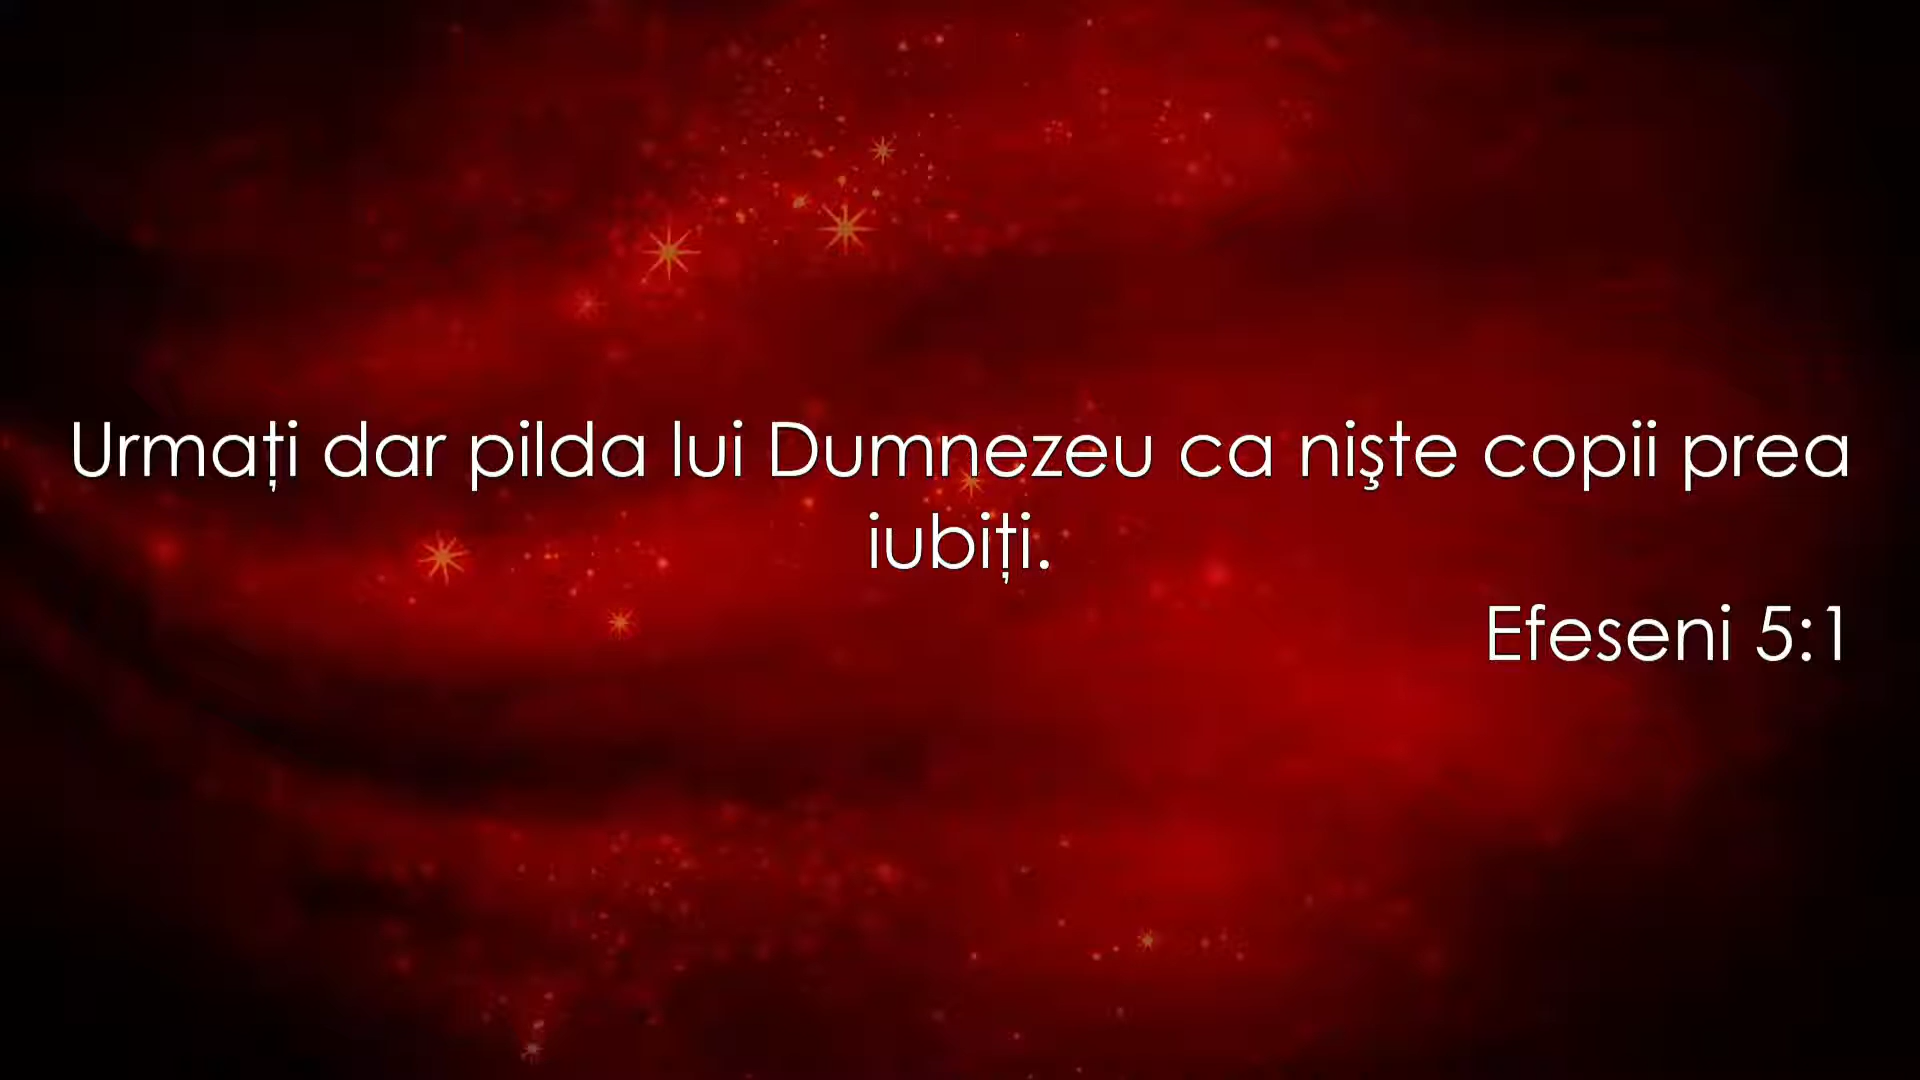 Urmați dar pilda lui Dumnezeu ca nişte copii prea
iubiți.
Efeseni 5:1